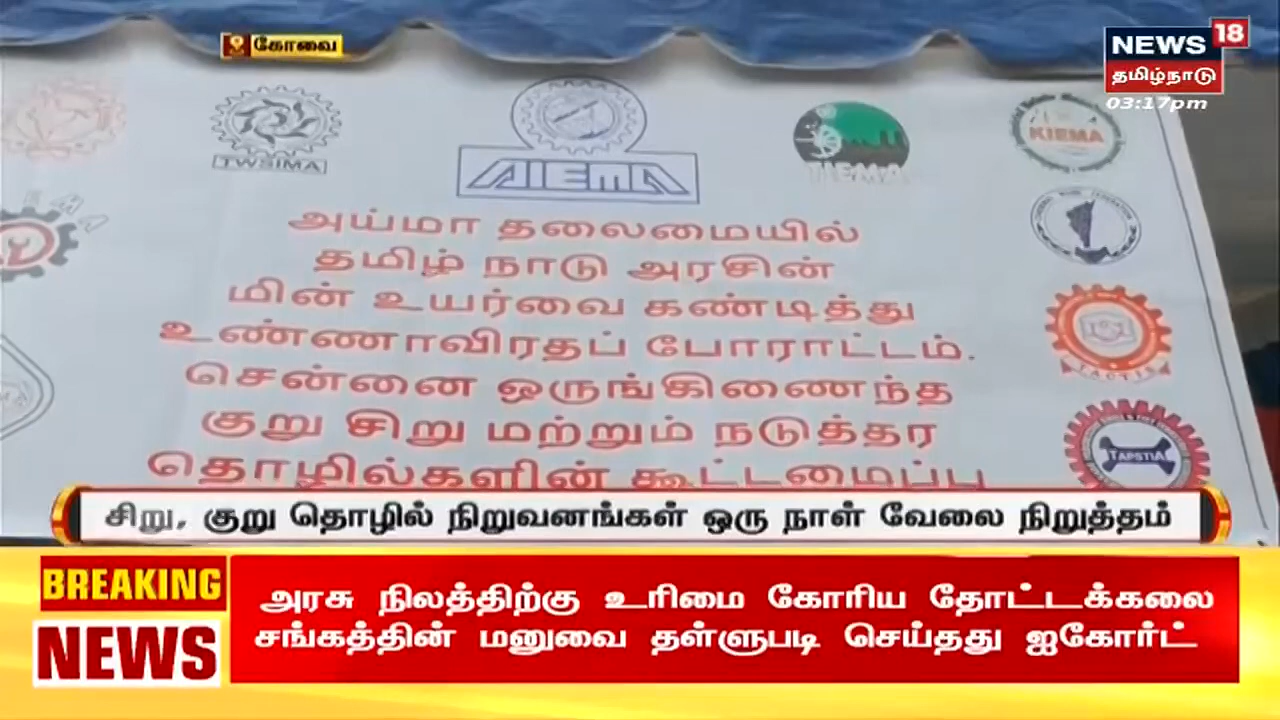 கோவை
NEWS 18
தமிழ்நாடு
03:17pm
TWSIMA
AIEMA
TIEMA
KIEMA
அய்மா தலைமையில்
தமிழ் நாடு அரசின்
மின் உயர்வை கண்டித்து
உண்ணாவிரதப் போராட்டம்.
சென்னை ஒருங்கிணைந்த
குறு சிறு மற்றும் நடுத்தர
தொழில்களின் கூட்டமைப்பு
TAPSTIA
சிறு, குறு தொழில் நிறுவனங்கள் ஒரு நாள் வேலை நிறுத்தம்
BREAKING
NEWS
அரசு நிலத்திற்கு உரிமை கோரிய தோட்டக்கலை
சங்கத்தின் மனுவை தள்ளுபடி செய்தது ஐகோர்ட்